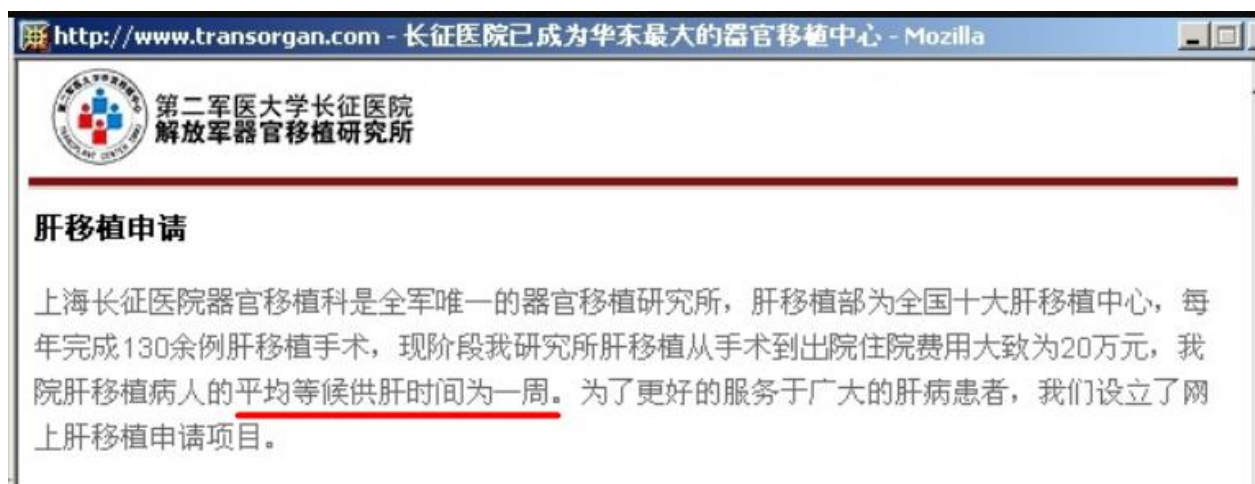 http://www.transorgan.com - 长征医院已成为华东最大的器官移植中心 - Mozilla
第二军医大学长征医院
解放军器官移植研究所
肝移植申请
上海长征医院器官移植科是全军唯一的器官移植研究所，肝移植部为全国十大肝移植中心，每
年完成130余例肝移植手术，现阶段我研究所肝移植从手术到出院住院费用大致为20万元，我
院肝移植病人的平均等候供肝时间为一周。为了更好的服务于广大的肝病患者，我们设立了网
上肝移植申请项目。